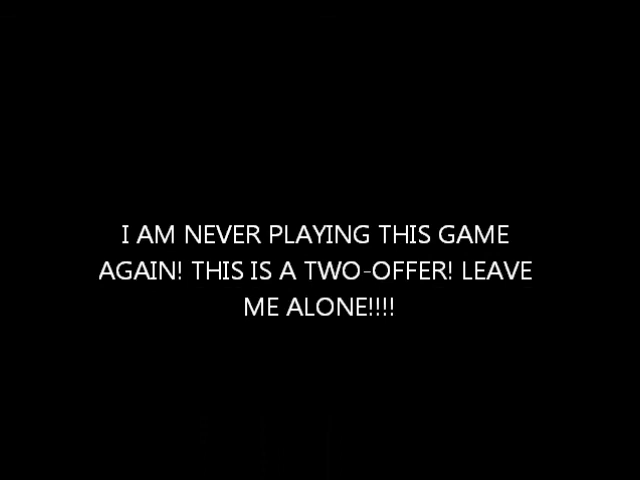 I AM NEVER PLAYING THIS GAME
AGAIN! THIS IS A TWO-OFFER! LEAVE
ME ALONE!!!!